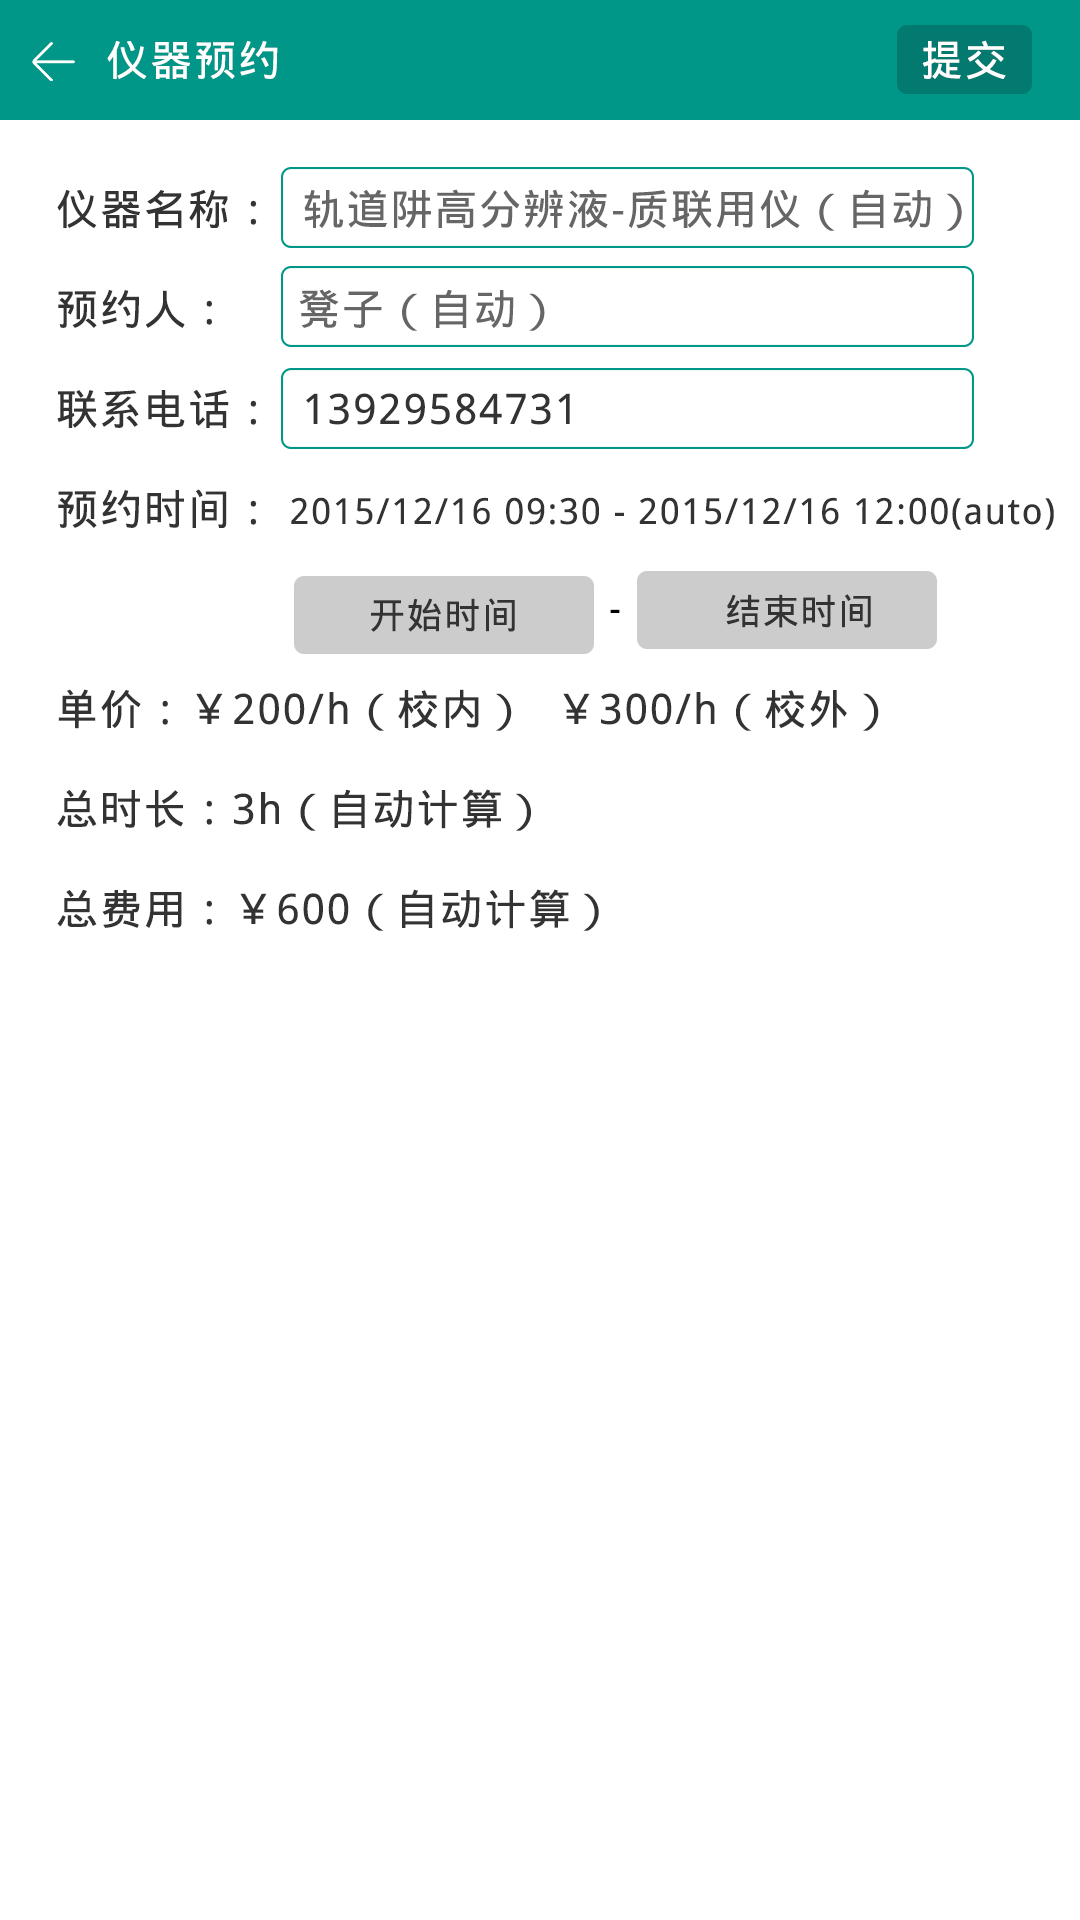 仪器预约 提交
仪器名称：轨道阱高分辨液-质联用仪（自动）
预约人：凳子（自动）
联系电话：13929584731
预约时间：2015/12/16 09:30 - 2015/12/16 12:00(auto)
开始时间 - 结束时间
单价：￥200/h（校内） ￥300/h（校外）
总时长：3h（自动计算）
总费用：￥600（自动计算）